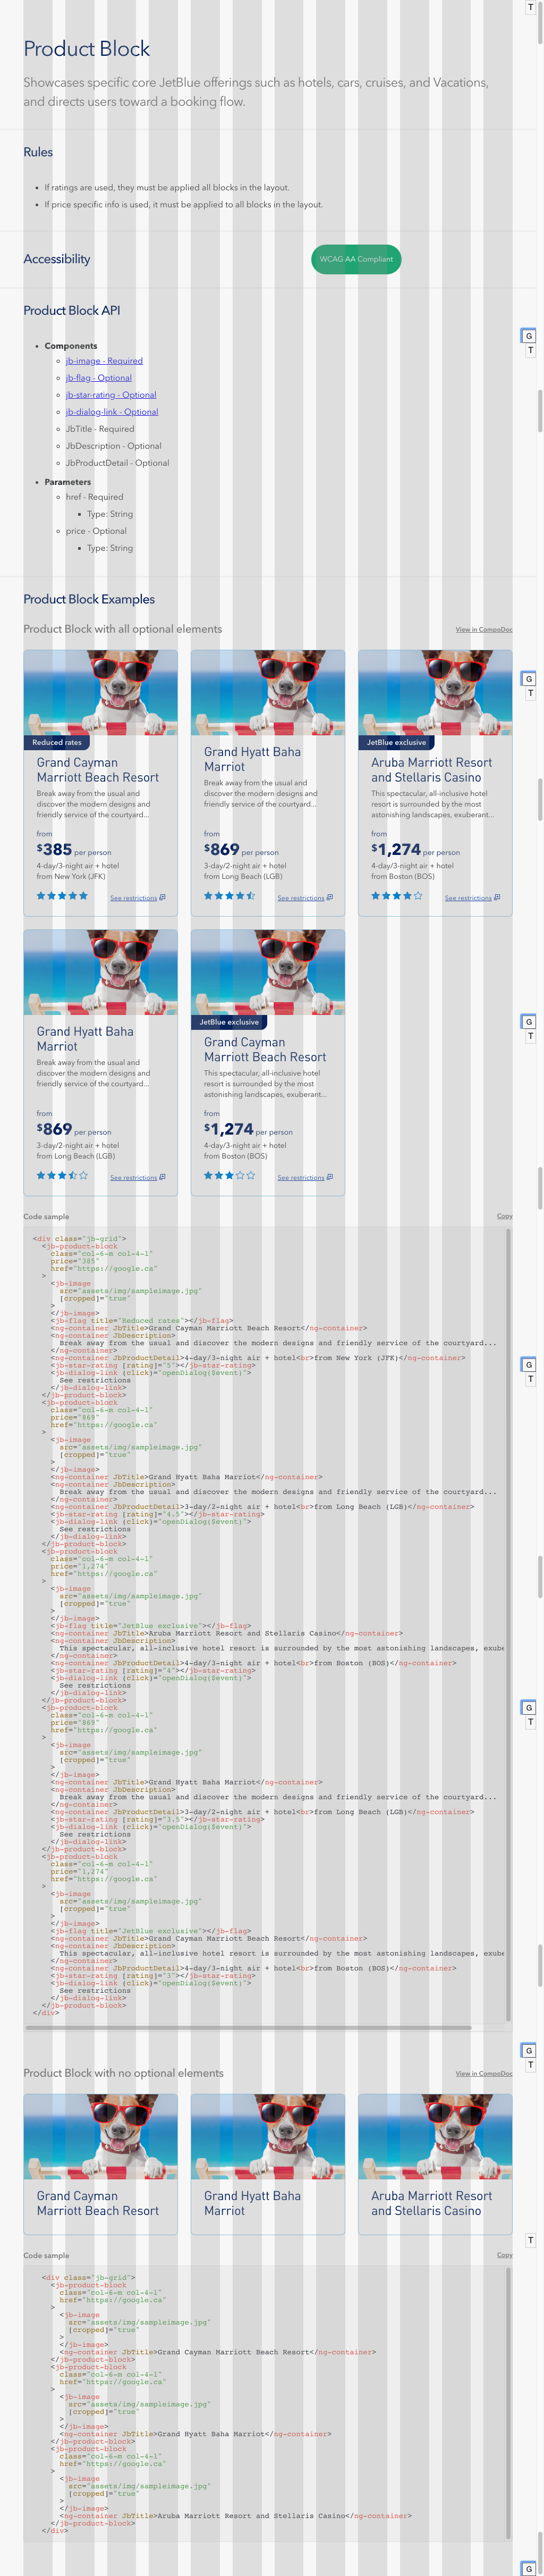 T
Product Block
Showcases specific core JetBlue offerings such as hotels, cars, cruises, and Vacations,
and directs users toward a booking flow.
Rules
If ratings are used, they must be applied all blocks in the layout.
If price specific info is used, it must be applied to all blocks in the layout.
Accessibility
WCAG AA Compliant
Product Block API
G
T
Components
jb-image - Required
jb-flag - Optional
jb-star-rating - Optional
jb-dialog-link - Optional
JbTitle - Required
JbDescription - Optional
JbProductDetail - Optional
Parameters
href - Required
Type: String
price - Optional
Type: String
Product Block Examples
Product Block with all optional elements
View in CompoDoc
G
T
Reduced rates
Grand Cayman
Marriott Beach Resort
Break away from the usual and
discover the modern designs and
friendly service of the courtyard...
from
$385 per person
4-day/3-night air + hotel
from New York (JFK)
See restrictions
Grand Hyatt Baha
Marriot
Break away from the usual and
discover the modern designs and
friendly service of the courtyard...
from
$869 per person
3-day/2-night air + hotel
from Long Beach (LGB)
See restrictions
JetBlue exclusive
Aruba Marriott Resort
and Stellaris Casino
This spectacular, all-inclusive hotel
resort is surrounded by the most
astonishing landscapes, exuberant...
from
$1,274 per person
4-day/3-night air + hotel
from Boston (BOS)
See restrictions
Grand Hyatt Baha
Marriot
Break away from the usual and
discover the modern designs and
friendly service of the courtyard...
from
$869 per person
3-day/2-night air + hotel
from Long Beach (LGB)
See restrictions
JetBlue exclusive
Grand Cayman
Marriott Beach Resort
This spectacular, all-inclusive hotel
resort is surrounded by the most
astonishing landscapes, exuberant...
from
$1,274 per person
4-day/3-night air + hotel
from Boston (BOS)
See restrictions
G
T
Code sample
Copy
<div class="jb-grid">
<jb-product-block
class="col-6-m col-4-l"
price="385"
href="https://google.ca"
>
<jb-image
src="assets/img/sampleimage.jpg"
[cropped]="true"
>
</jb-image>
<jb-flag title="Reduced rates"></jb-flag>
<ng-container JbTitle>Grand Cayman Marriott Beach Resort</ng-container>
<ng-container JbDescription>
Break away from the usual and discover the modern designs and friendly service of the courtyard...
</ng-container>
<ng-container JbProductDetail>4-day/3-night air + hotel<br>from New York (JFK)</ng-container>
<jb-star-rating [rating]="5"></jb-star-rating>
<jb-dialog-link (click)="openDialog($event)">
See restrictions
</jb-dialog-link>
</jb-product-block>
<jb-product-block
class="col-6-m col-4-l"
price="869"
href="https://google.ca"
>
<jb-image
src="assets/img/sampleimage.jpg"
[cropped]="true"
>
</jb-image>
<ng-container JbTitle>Grand Hyatt Baha Marriot</ng-container>
<ng-container JbDescription>
Break away from the usual and discover the modern designs and friendly service of the courtyard...
</ng-container>
<ng-container JbProductDetail>3-day/2-night air + hotel<br>from Long Beach (LGB)</ng-container>
<jb-star-rating [rating]="4.5"></jb-star-rating>
<jb-dialog-link (click)="openDialog($event)">
See restrictions
</jb-dialog-link>
</jb-product-block>
<jb-product-block
class="col-6-m col-4-l"
price="1,274"
href="https://google.ca"
>
<jb-image
src="assets/img/sampleimage.jpg"
[cropped]="true"
>
</jb-image>
<jb-flag title="JetBlue exclusive"></jb-flag>
<ng-container JbTitle>Aruba Marriott Resort and Stellaris Casino</ng-container>
<ng-container JbDescription>
This spectacular, all-inclusive hotel resort is surrounded by the most astonishing landscapes, exube
</ng-container>
<ng-container JbProductDetail>4-day/3-night air + hotel<br>from Boston (BOS)</ng-container>
<jb-star-rating [rating]="4"></jb-star-rating>
<jb-dialog-link (click)="openDialog($event)">
See restrictions
</jb-dialog-link>
</jb-product-block>
<jb-product-block
class="col-6-m col-4-l"
price="869"
href="https://google.ca"
>
<jb-image
src="assets/img/sampleimage.jpg"
[cropped]="true"
>
</jb-image>
<ng-container JbTitle>Grand Hyatt Baha Marriot</ng-container>
<ng-container JbDescription>
Break away from the usual and discover the modern designs and friendly service of the courtyard...
</ng-container>
<ng-container JbProductDetail>3-day/2-night air + hotel<br>from Long Beach (LGB)</ng-container>
<jb-star-rating [rating]="3.5"></jb-star-rating>
<jb-dialog-link (click)="openDialog($event)">
See restrictions
</jb-dialog-link>
</jb-product-block>
<jb-product-block
class="col-6-m col-4-l"
price="1,274"
href="https://google.ca"
>
<jb-image
src="assets/img/sampleimage.jpg"
[cropped]="true"
>
</jb-image>
<jb-flag title="JetBlue exclusive"></jb-flag>
<ng-container JbTitle>Grand Cayman Marriott Beach Resort</ng-container>
<ng-container JbDescription>
This spectacular, all-inclusive hotel resort is surrounded by the most astonishing landscapes, exube
</ng-container>
<ng-container JbProductDetail>4-day/3-night air + hotel<br>from Boston (BOS)</ng-container>
<jb-star-rating [rating]="3"></jb-star-rating>
<jb-dialog-link (click)="openDialog($event)">
See restrictions
</jb-dialog-link>
</jb-product-block>
</div>
G
T
G
T
G
T
Product Block with no optional elements
View in CompoDoc
Grand Cayman
Marriott Beach Resort
Grand Hyatt Baha
Marriot
Aruba Marriott Resort
and Stellaris Casino
T
Code sample
Copy
<div class="jb-grid">
<jb-product-block
class="col-6-m col-4-l"
href="https://google.ca"
>
<jb-image
src="assets/img/sampleimage.jpg"
[cropped]="true"
>
</jb-image>
<ng-container JbTitle>Grand Cayman Marriott Beach Resort</ng-container>
</jb-product-block>
<jb-product-block
class="col-6-m col-4-l"
href="https://google.ca"
>
<jb-image
src="assets/img/sampleimage.jpg"
[cropped]="true"
>
</jb-image>
<ng-container JbTitle>Grand Hyatt Baha Marriot</ng-container>
</jb-product-block>
<jb-product-block
class="col-6-m col-4-l"
href="https://google.ca"
>
<jb-image
src="assets/img/sampleimage.jpg"
[cropped]="true"
>
</jb-image>
<ng-container JbTitle>Aruba Marriott Resort and Stellaris Casino</ng-container>
</jb-product-block>
</div>
G